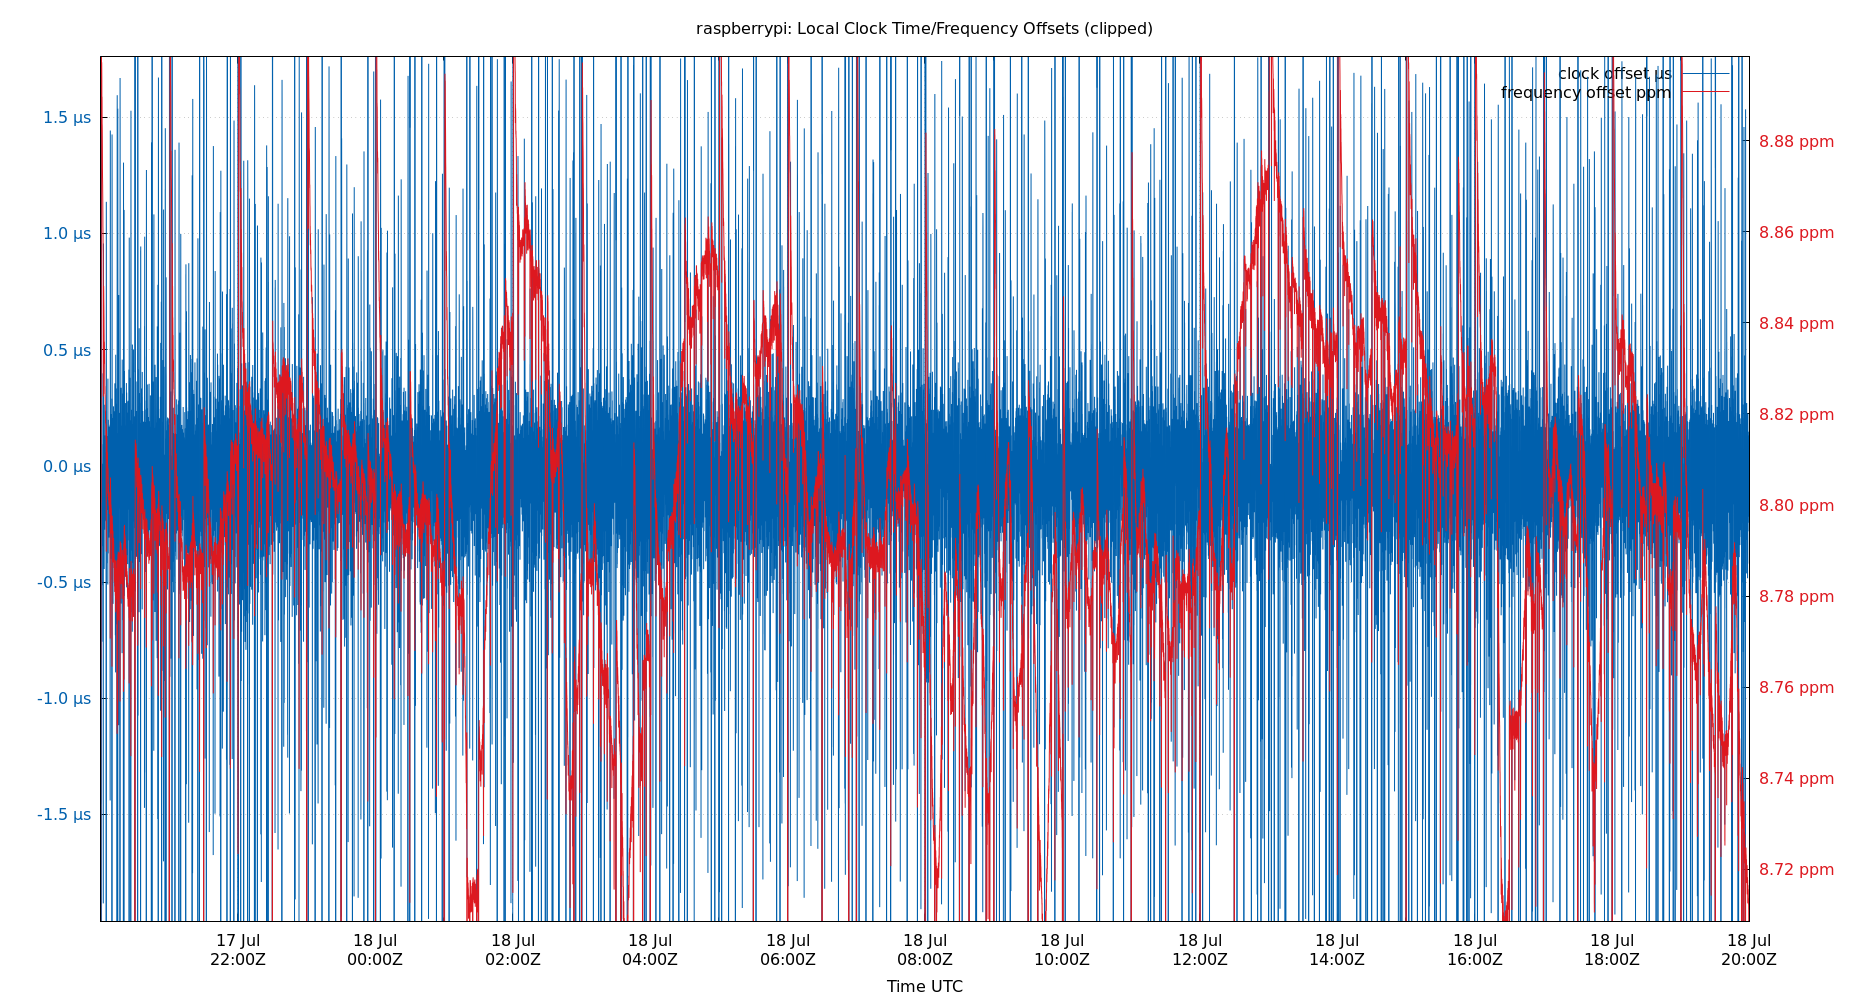 raspberrypi: Local Clock Time/Frequency Offsets (clipped)
clock offset µs
frequency offset ppm
1.5 µs
1.0 µs
0.5 µs
0.0 µs
-0.5 µs
-1.0 µs
-1.5 µs
8.88 ppm
8.86 ppm
8.84 ppm
8.82 ppm
8.80 ppm
8.78 ppm
8.76 ppm
8.74 ppm
8.72 ppm
17 Jul 18 Jul 18 Jul 18 Jul 18 Jul 18 Jul 18 Jul 18 Jul 18 Jul 18 Jul 18 Jul 18 Jul
22:00Z 00:00Z 02:00Z 04:00Z 06:00Z 08:00Z 10:00Z 12:00Z 14:00Z 16:00Z 18:00Z 20:00Z
Time UTC